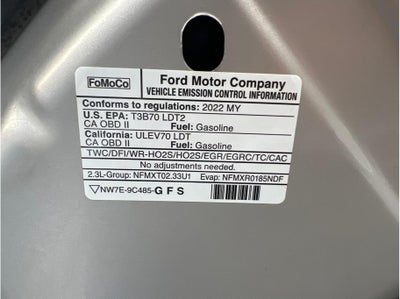 FoMoCo
Ford Motor Company
VEHICLE EMISSION CONTROL INFORMATION
Conforms to regulations: 2022 MY
U.S. EPA: T3B70 LDT2
CA OBD II Fuel: Gasoline
California: ULEV70 LDT
CA OBD II Fuel: Gasoline
TWC/DFI/WR-HO2S/HO2S/EGR/EGRC/TC/CAC
No adjustments needed.
2.3L-Group: NFMXT02.33U1 Evap: NFMXR0185NDF
NW7E-9C485-G F S